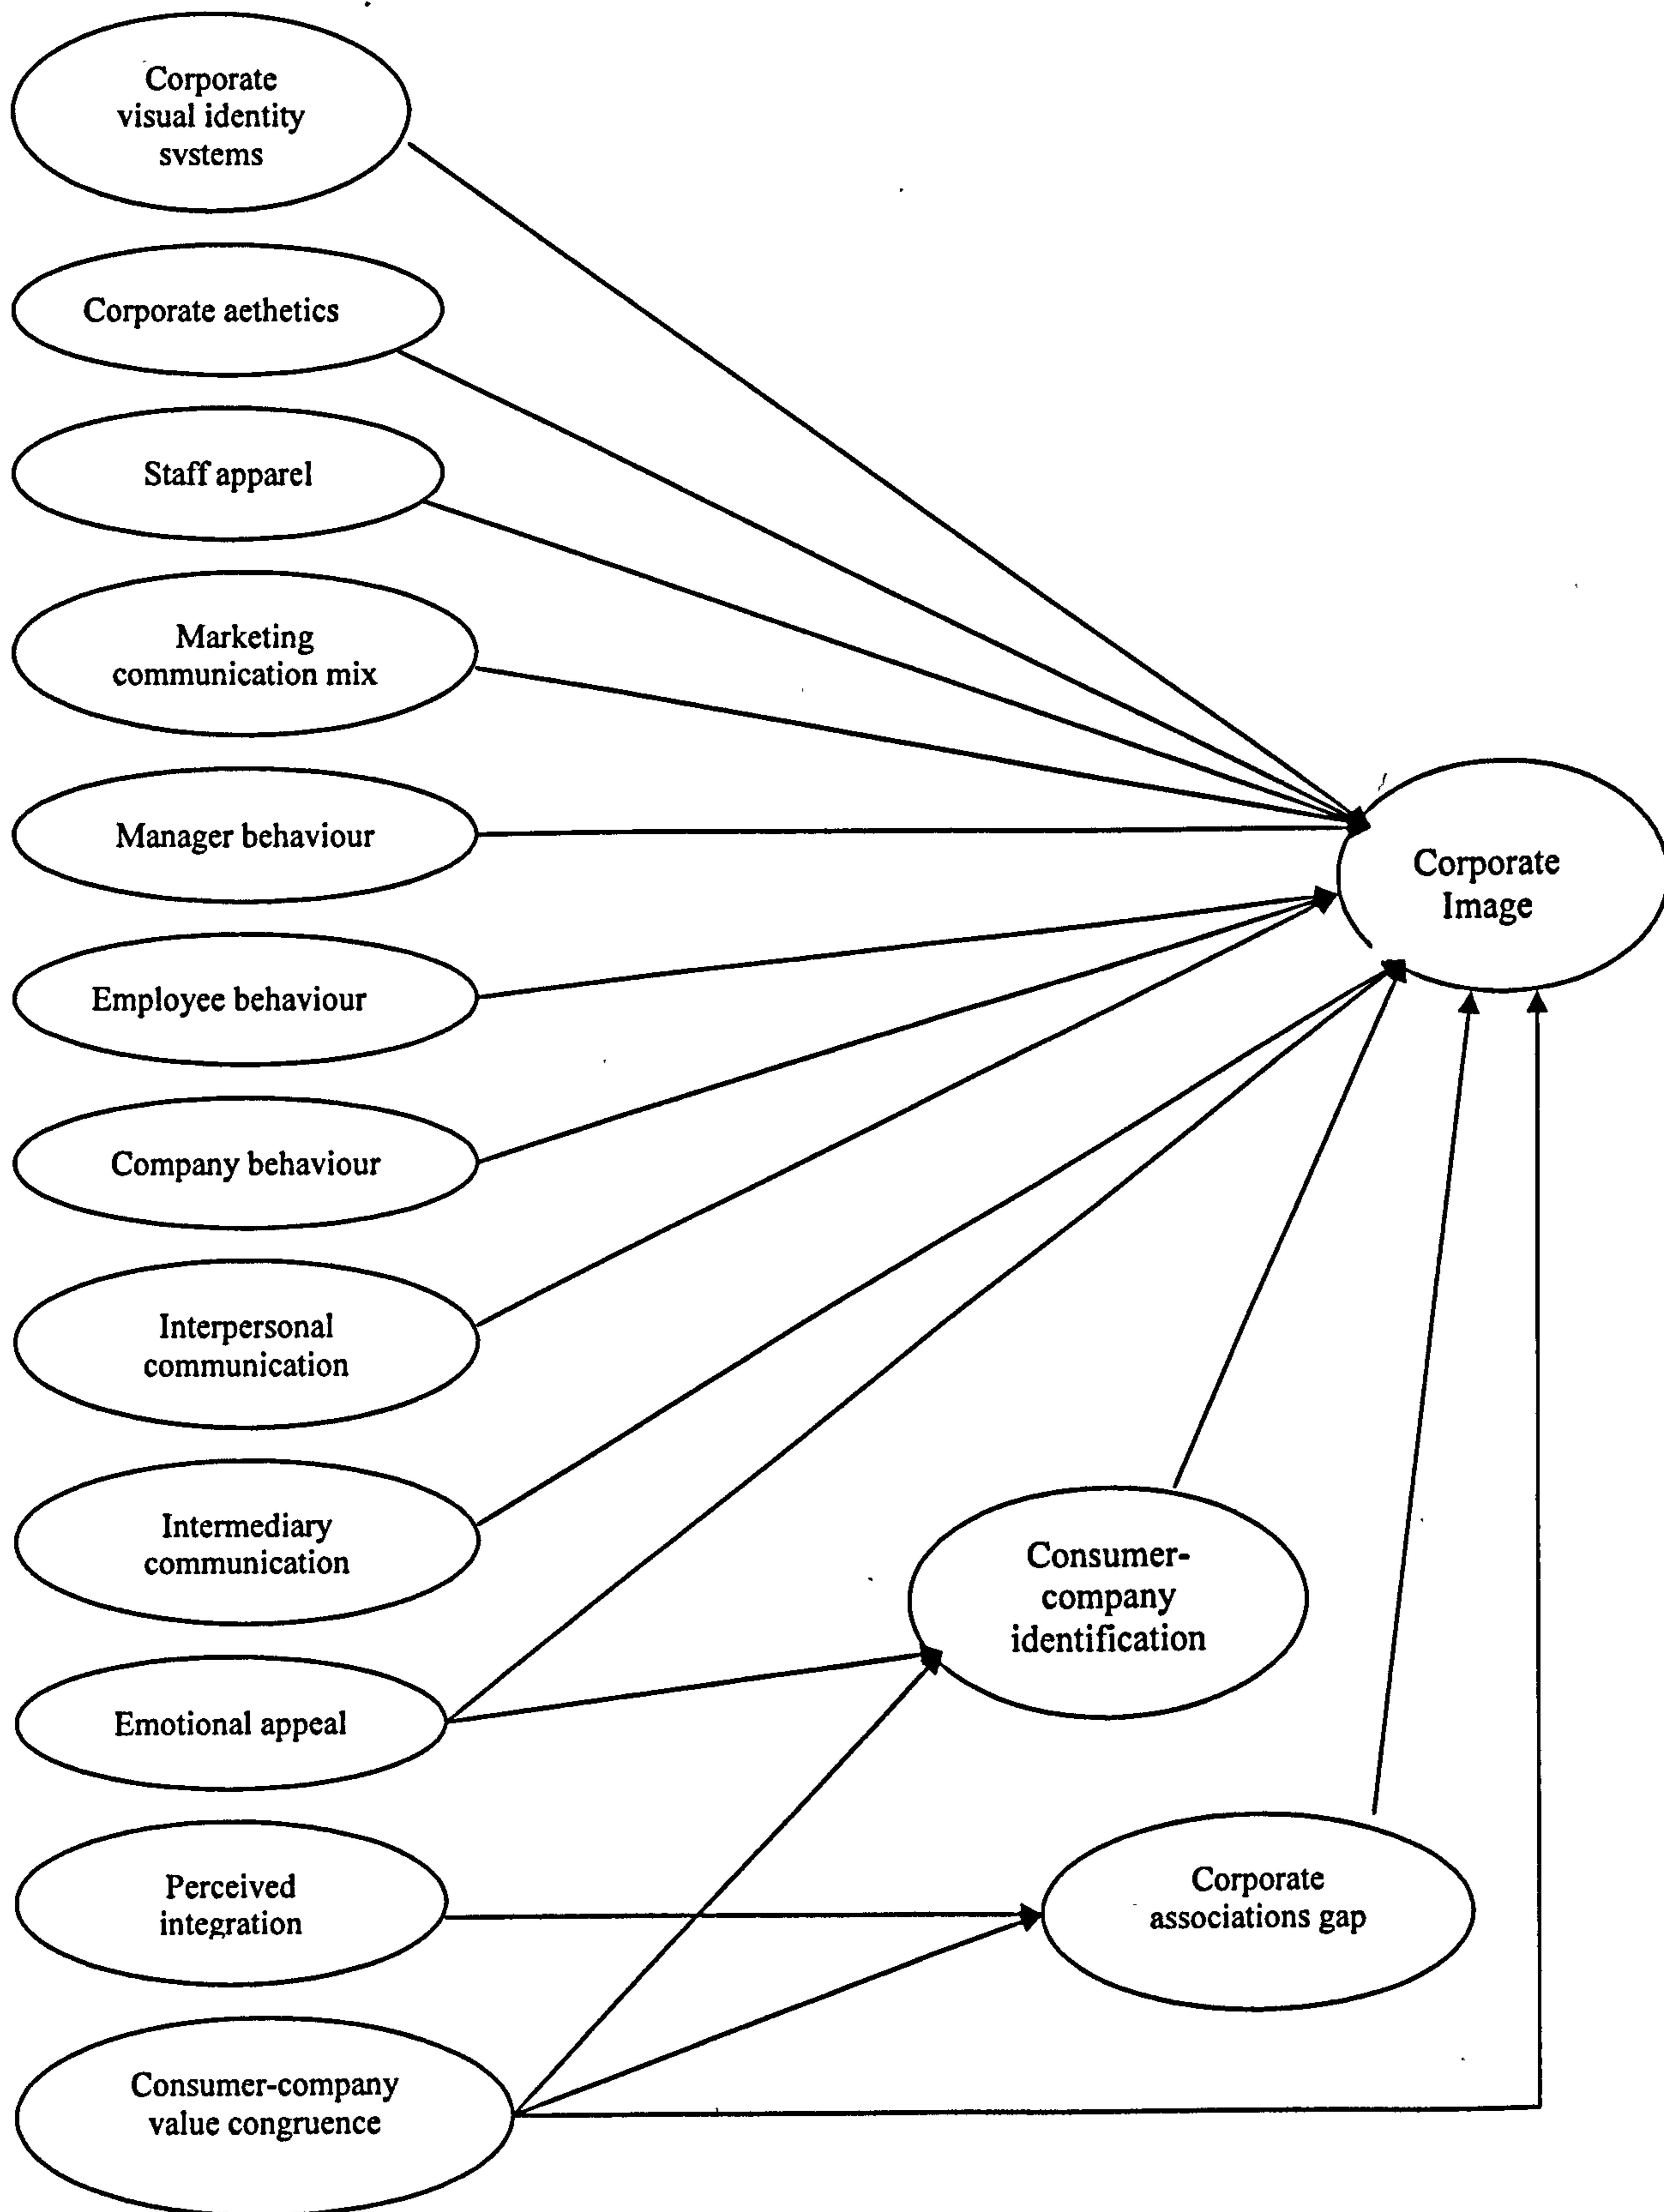 Corporate
visual identity
systems
Corporate aethetics
Staff apparel
Marketing
communication mix
Manager behaviour
Corporate
Image
Employee behaviour
Company behaviour
Interpersonal
communication
Intermediary
communication
Consumer-
company
identification
Emotional appeal
Perceived
integration
Corporate
associations gap
Consumer-company
value congruence